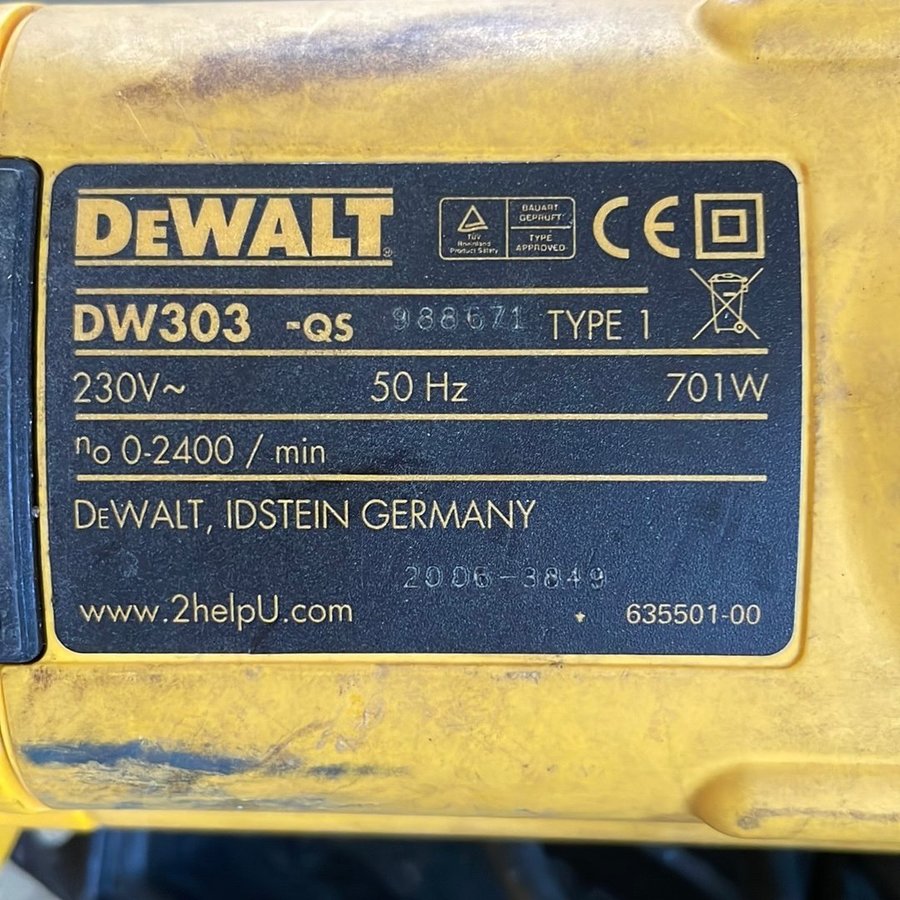 DEWALT
TÜV
Rheinland
Product Safety
BAUART
GEPRÜFT
TYPE
APPROVED
CE
DW303 -QS 988671 TYPE 1
230V~ 50 Hz 701W
no 0-2400 / min
DEWALT, IDSTEIN GERMANY
2006-3849
www.2helpU.com * 635501-00